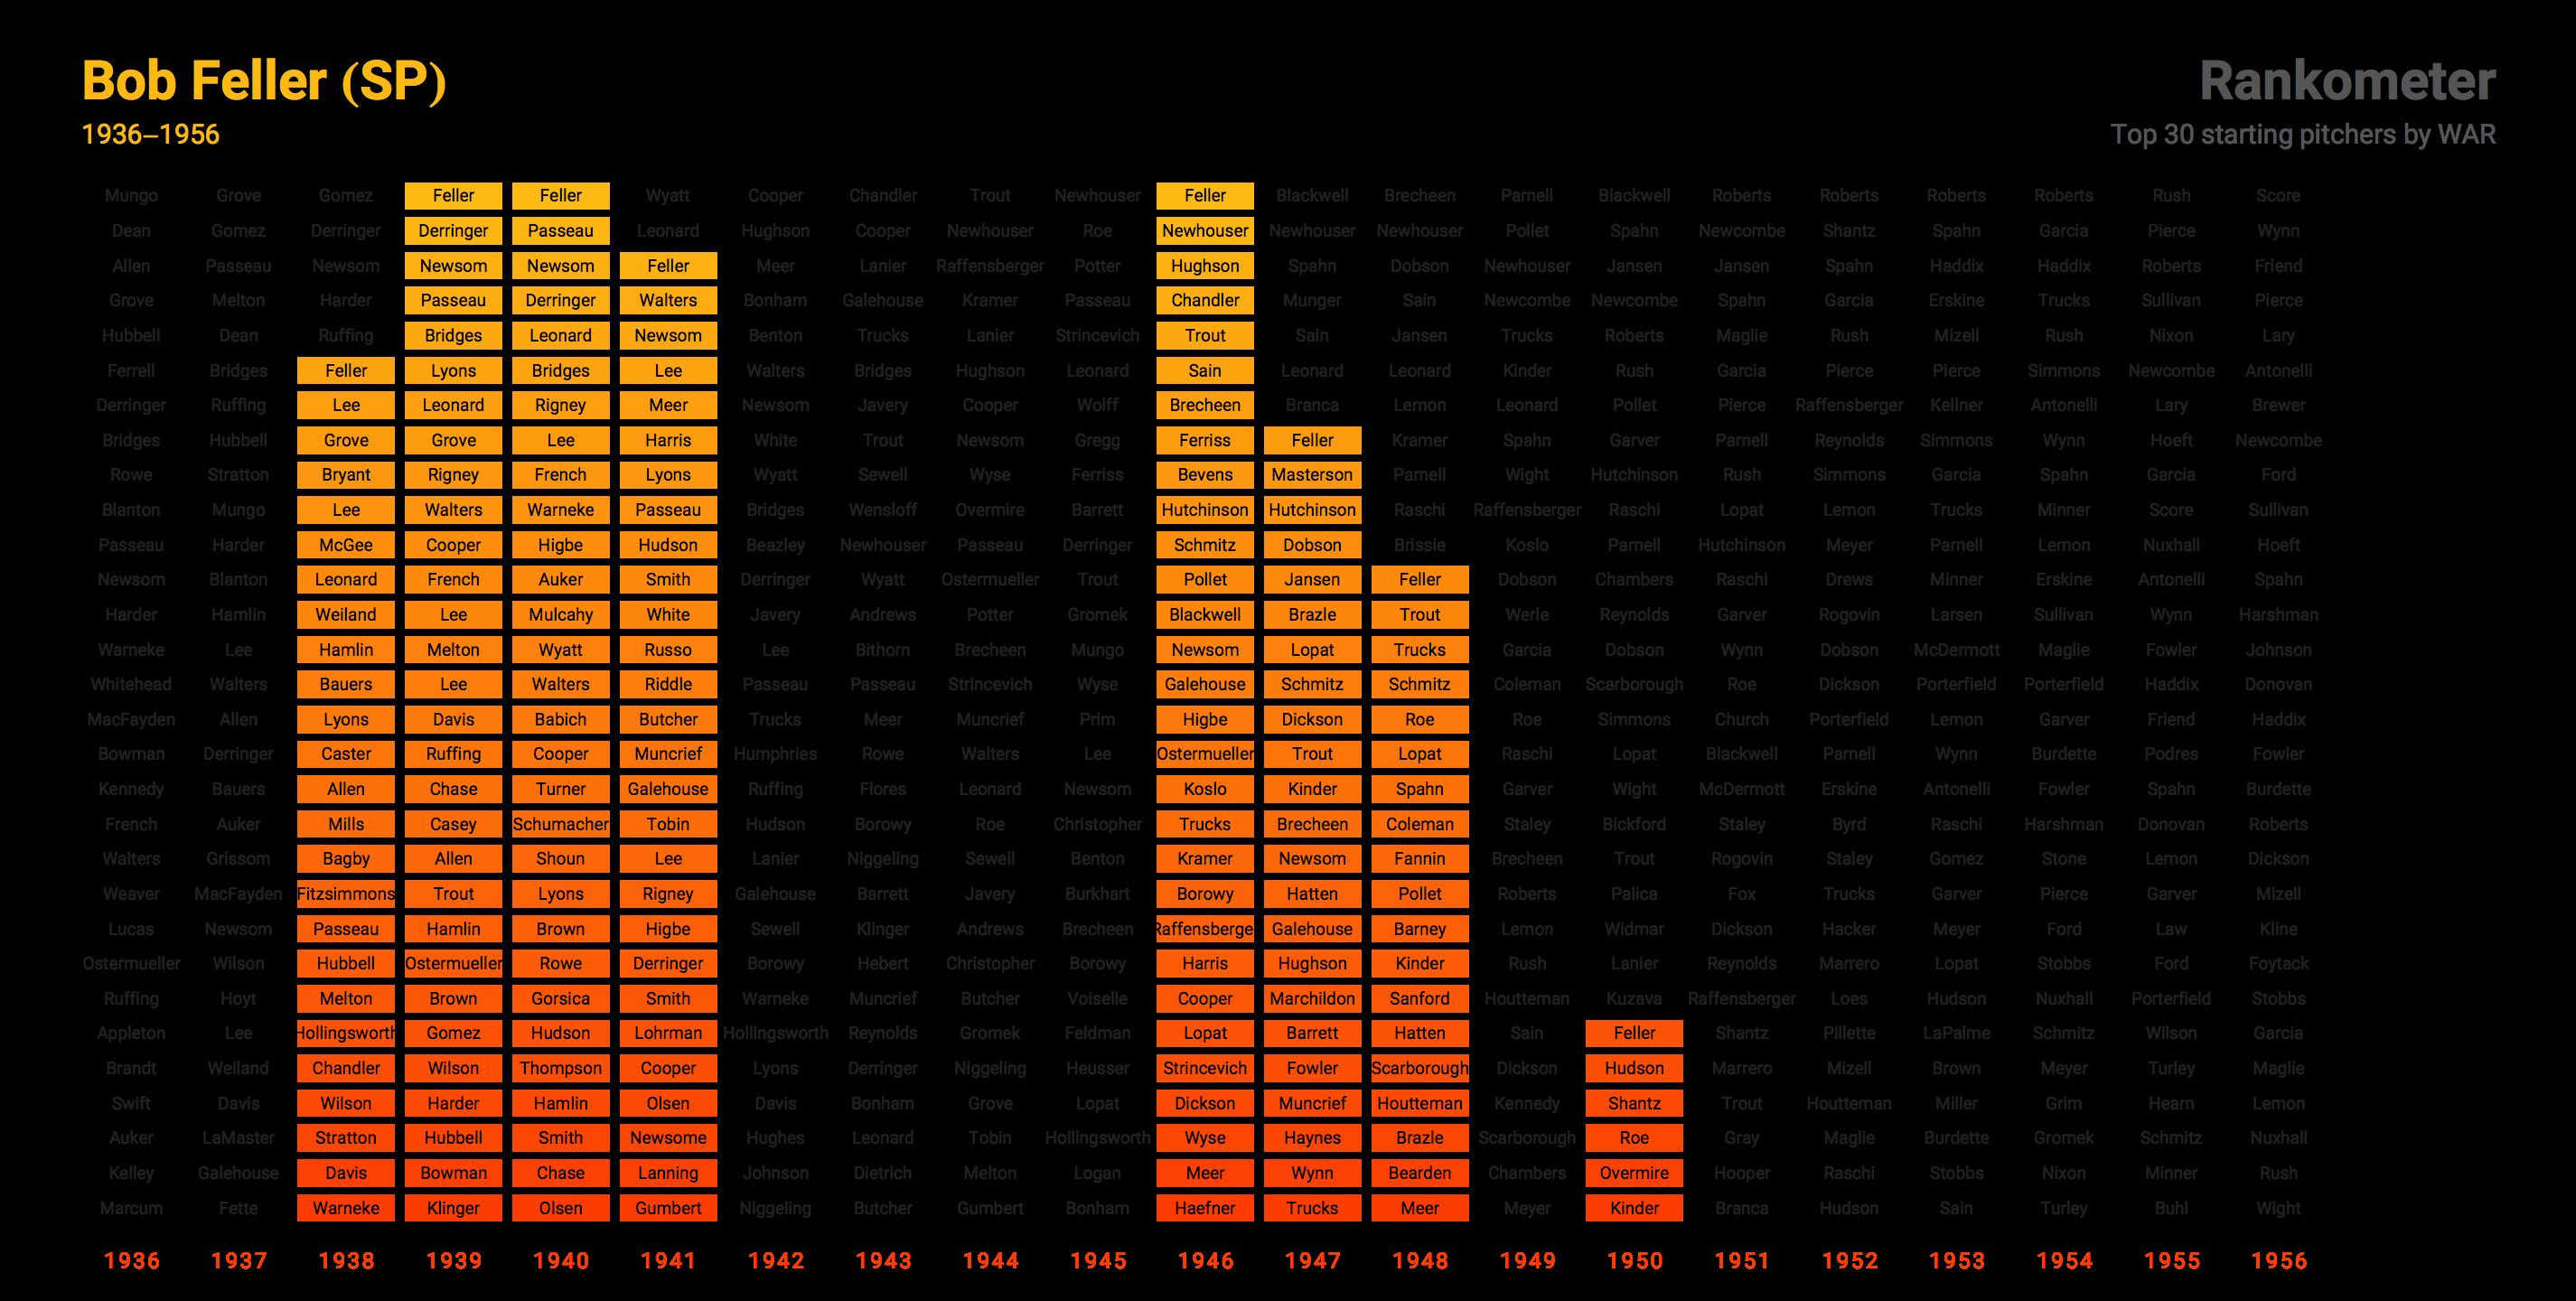 Bob Feller (SP)
1936–1956
Rankometer
Top 30 starting pitchers by WAR
Mungo Grove Gomez Feller Feller Wyatt Cooper Chandler Trout Newhouser Feller Blackwell Brecheen Parnell Blackwell Roberts Roberts Roberts Roberts Rush Score
Dean Gomez Derringer Derringer Passeau Leonard Hughson Cooper Newhouser Roe Newhouser Newhouser Newhouser Pollet Spahn Newcombe Shantz Spahn Garcia Pierce Wynn
Allen Passeau Newsom Newsom Newsom Feller Meer Lanier Raffensberger Potter Hughson Spahn Dobson Newhouser Jansen Jansen Spahn Haddix Haddix Roberts Friend
Grove Melton Harder Passeau Derringer Walters Bonham Galehouse Kramer Passeau Chandler Munger Sain Newcombe Newcombe Spahn Garcia Erskine Trucks Sullivan Pierce
Hubbell Dean Ruffing Bridges Leonard Newsom Benton Trucks Lanier Strincevich Trout Sain Jansen Trucks Roberts Maglie Rush Mizell Rush Nixon Lary
Ferrell Bridges Feller Lyons Bridges Lee Walters Bridges Hughson Leonard Sain Leonard Leonard Kinder Rush Garcia Pierce Pierce Simmons Newcombe Antonelli
Derringer Ruffing Lee Leonard Rigney Meer Newsom Javery Cooper Wolff Brecheen Branca Lemon Leonard Pollet Pierce Raffensberger Kellner Antonelli Lary Brewer
Bridges Hubbell Grove Grove Lee Harris White Trout Newsom Gregg Ferriss Feller Kramer Spahn Garver Parnell Reynolds Simmons Wynn Hoeft Newcombe
Rowe Stratton Bryant Rigney French Lyons Wyatt Sewell Wyse Ferriss Bevens Masterson Parnell Wight Hutchinson Rush Simmons Garcia Spahn Garcia Ford
Blanton Mungo Lee Walters Warneke Passeau Bridges Wensloff Overmire Barrett Hutchinson Hutchinson Raschi Raffensberger Raschi Lopat Lemon Trucks Minner Score Sullivan
Passeau Harder McGee Cooper Higbe Hudson Beazley Newhouser Passeau Derringer Schmitz Dobson Brissie Koslo Parnell Hutchinson Meyer Parnell Lemon Nuxhall Hoeft
Newsom Blanton Leonard French Auker Smith Derringer Wyatt Ostermueller Trout Pollet Jansen Feller Dobson Chambers Raschi Drews Minner Erskine Antonelli Spahn
Harder Hamlin Weiland Lee Mulcahy White Javery Andrews Potter Gromek Blackwell Brazle Trout Werle Reynolds Garver Rogovin Larsen Sullivan Wynn Harshman
Warneke Lee Hamlin Melton Wyatt Russo Lee Bithorn Brecheen Mungo Newsom Lopat Trucks Garcia Dobson Wynn Dobson McDermott Maglie Fowler Johnson
Whitehead Walters Bauers Lee Walters Riddle Passeau Passeau Strincevich Wyse Galehouse Schmitz Schmitz Coleman Scarborough Roe Dickson Porterfield Porterfield Haddix Donovan
MacFayden Allen Lyons Davis Babich Butcher Trucks Meer Muncrief Prim Higbe Dickson Roe Roe Simmons Church Porterfield Lemon Garver Friend Haddix
Bowman Derringer Caster Ruffing Cooper Muncrief Humphries Rowe Walters Lee Ostermueller Trout Lopat Raschi Lopat Blackwell Parnell Wynn Burdette Podres Fowler
Kennedy Bauers Allen Chase Turner Galehouse Ruffing Flores Leonard Newsom Koslo Kinder Spahn Garver Wight McDermott Erskine Antonelli Fowler Spahn Burdette
French Auker Mills Casey Schumacher Tobin Hudson Borowy Roe Christopher Trucks Brecheen Coleman Staley Bickford Staley Byrd Raschi Harshman Donovan Roberts
Walters Grissom Bagby Allen Shoun Lee Lanier Niggeling Sewell Benton Kramer Newsom Fannin Brecheen Trout Rogovin Staley Gomez Stone Lemon Dickson
Weaver MacFayden Fitzsimmons Trout Lyons Rigney Galehouse Barrett Javery Burkhart Borowy Hatten Pollet Roberts Palica Fox Trucks Garver Pierce Garver Mizell
Lucas Newsom Passeau Hamlin Brown Higbe Sewell Klinger Andrews Brecheen Raffensberge Galehouse Barney Lemon Widmar Dickson Hacker Meyer Ford Law Kline
Ostermueller Wilson Hubbell Ostermueller Rowe Derringer Borowy Hebert Christopher Borowy Harris Hughson Kinder Rush Lanier Reynolds Marrero Lopat Stobbs Ford Foytack
Ruffing Hoyt Melton Brown Gorsica Smith Warneke Muncrief Butcher Voiselle Cooper Marchildon Sanford Houtteman Kuzava Raffensberger Loes Hudson Nuxhall Porterfield Stobbs
Appleton Lee Hollingsworth Gomez Hudson Lohrman Hollingsworth Reynolds Gromek Feldman Lopat Barrett Hatten Sain Feller Shantz Pillette LaPalme Schmitz Wilson Garcia
Brandt Weiland Chandler Wilson Thompson Cooper Lyons Derringer Niggeling Heusser Strincevich Fowler Scarborough Dickson Hudson Marrero Mizell Brown Meyer Turley Maglie
Swift Davis Wilson Harder Hamlin Olsen Davis Bonham Grove Lopat Dickson Muncrief Houtteman Kennedy Shantz Trout Houtteman Miller Grim Hearn Lemon
Auker LaMaster Stratton Hubbell Smith Newsome Hughes Leonard Tobin Hollingsworth Wyse Haynes Brazle Scarborough Roe Gray Maglie Burdette Gromek Schmitz Nuxhall
Kelley Galehouse Davis Bowman Chase Lanning Johnson Dietrich Melton Logan Meer Wynn Bearden Chambers Overmire Hooper Raschi Stobbs Nixon Minner Rush
Marcum Fette Warneke Klinger Olsen Gumbert Niggeling Butcher Gumbert Bonham Haefner Trucks Meer Meyer Kinder Branca Hudson Sain Turley Buhl Wight
1936 1937 1938 1939 1940 1941 1942 1943 1944 1945 1946 1947 1948 1949 1950 1951 1952 1953 1954 1955 1956